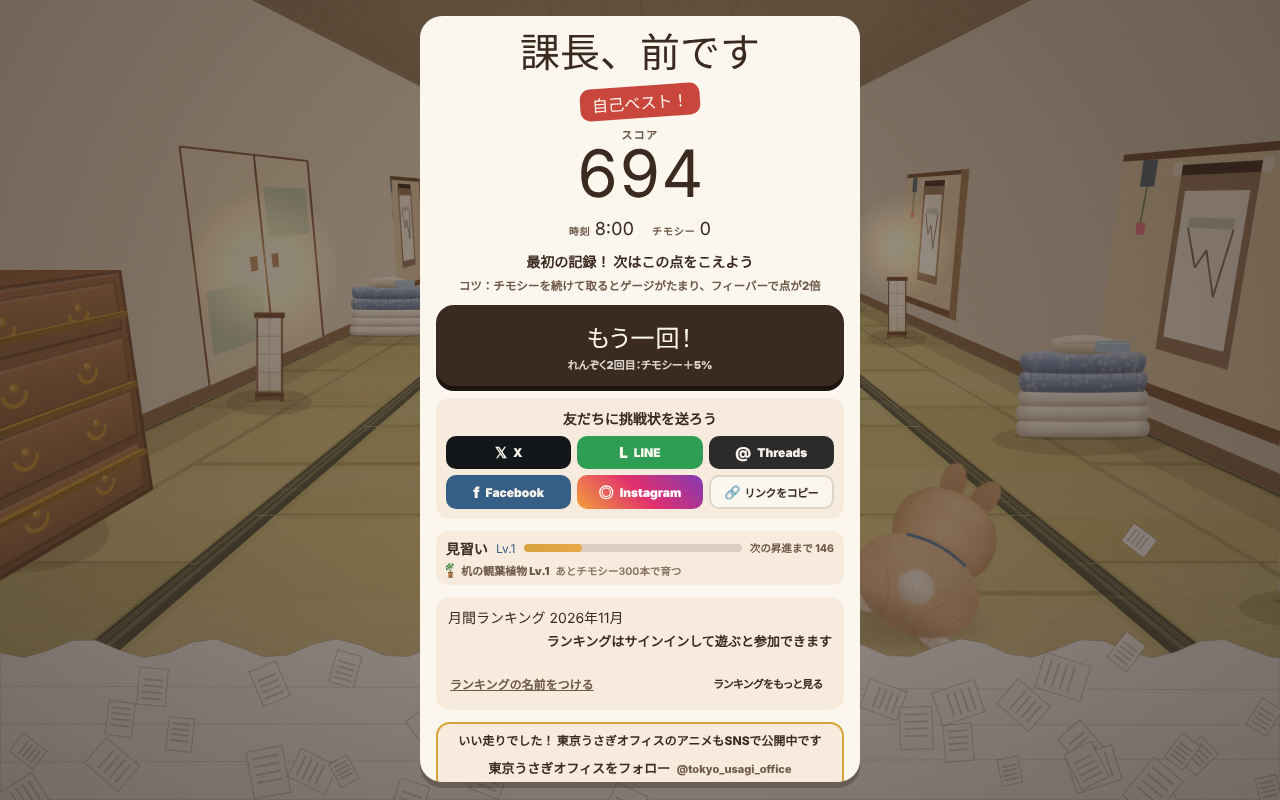 課長、前です
自己ベスト！
スコア
694
時刻 8:00 チモシー 0
最初の記録！ 次はこの点をこえよう
コツ：チモシーを続けて取るとゲージがたまり、フィーバーで点が2倍
もう一回！
れんぞく2回目：チモシー＋5%
友だちに挑戦状を送ろう
𝕏 X
L LINE
@ Threads
f Facebook
◎ Instagram
🔗 リンクをコピー
見習い Lv.1 次の昇進まで 146
🪴 机の観葉植物 Lv.1 あとチモシー300本で育つ
月間ランキング 2026年11月
ランキングはサインインして遊ぶと参加できます
ランキングの名前をつける ランキングをもっと見る
いい走りでした！ 東京うさぎオフィスのアニメもSNSで公開中です
東京うさぎオフィスをフォロー @tokyo_usagi_office